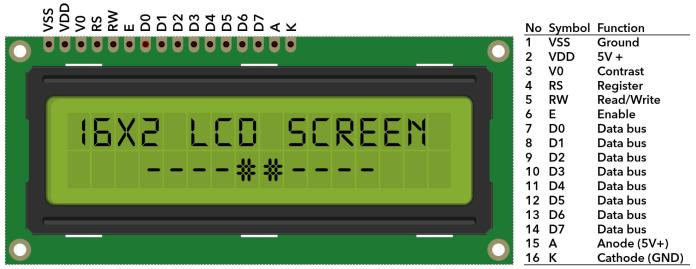 VSS VDD V0 RS RW E D0 D1 D2 D3 D4 D5 D6 D7 A K
16X2 LCD SCREEN
----**----
No Symbol Function
1 VSS Ground
2 VDD 5V +
3 V0 Contrast
4 RS Register
5 RW Read/Write
6 E Enable
7 D0 Data bus
8 D1 Data bus
9 D2 Data bus
10 D3 Data bus
11 D4 Data bus
12 D5 Data bus
13 D6 Data bus
14 D7 Data bus
15 A Anode (5V+)
16 K Cathode (GND)